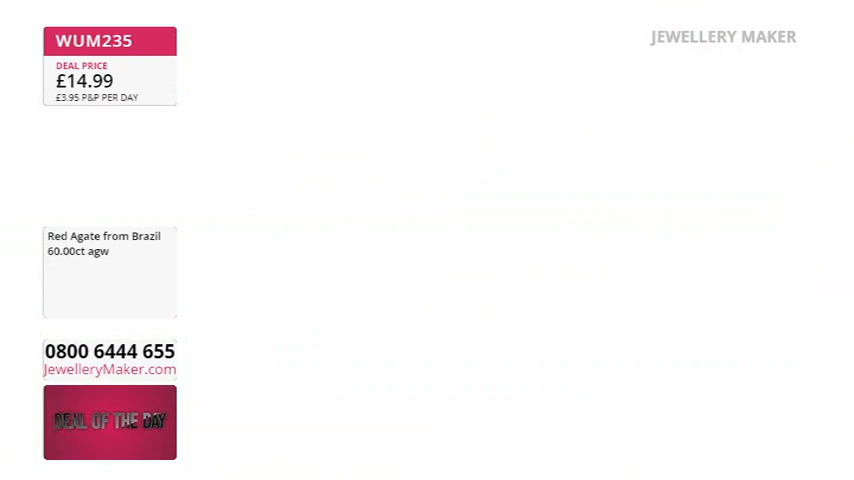 WUM235
DEAL PRICE
£14.99
£3.95 P&P PER DAY
JEWELLERY MAKER
Red Agate from Brazil
60.00ct agw
0800 6444 655
JewelleryMaker.com
DEAL OF THE DAY